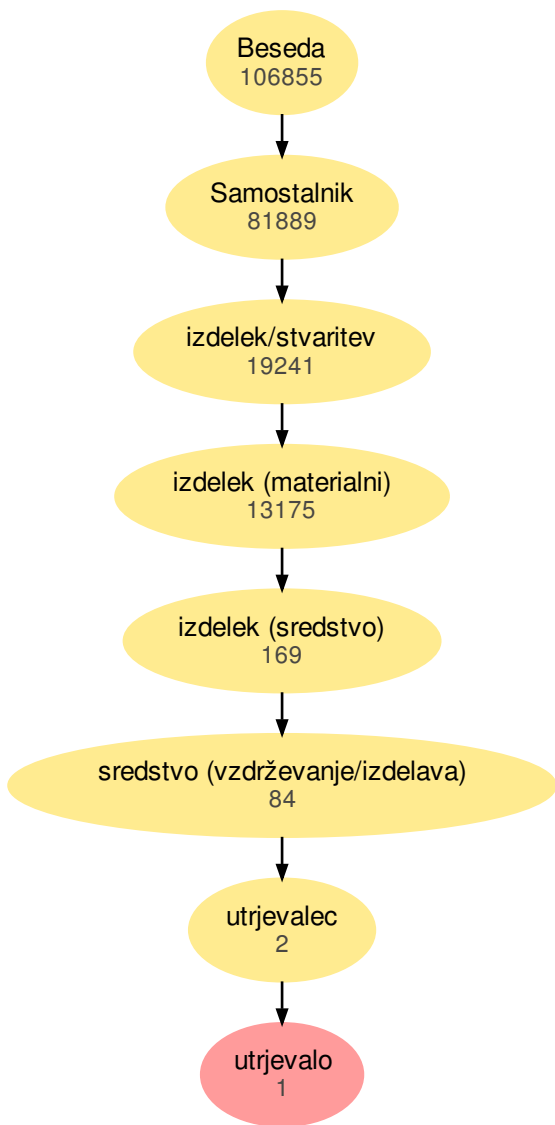 Beseda
106855
Samostalnik
81889
izdelek/stvaritev
19241
izdelek (materialni)
13175
izdelek (sredstvo)
169
sredstvo (vzdrževanje/izdelava)
84
utrjevalec
2
utrjevalo
1